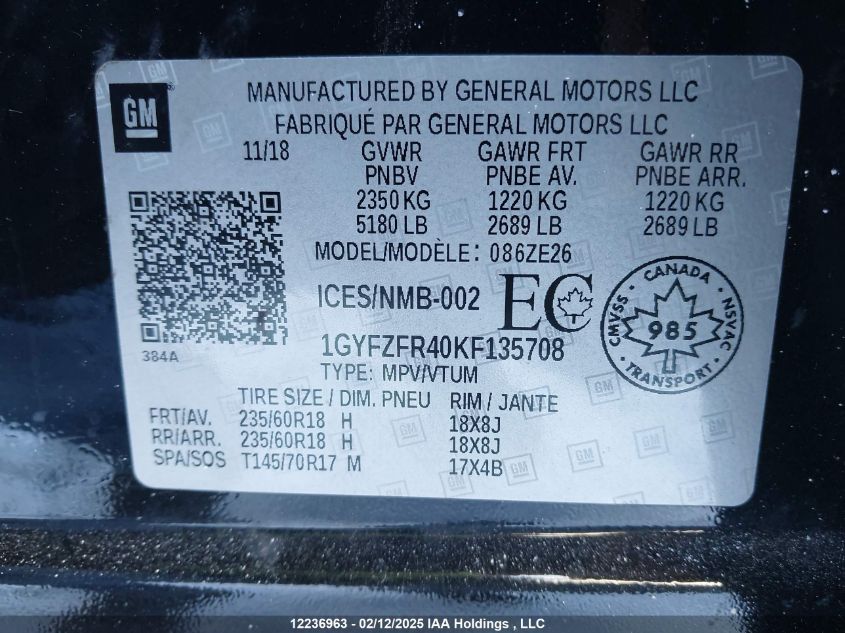 GM
MANUFACTURED BY GENERAL MOTORS LLC
FABRIQUÉ PAR GENERAL MOTORS LLC
11/18 GVWR GAWR FRT GAWR RR
PNBV PNBE AV. PNBE ARR.
2350 KG 1220 KG 1220 KG
5180 LB 2689 LB 2689 LB
MODEL/MODÈLE: 086ZE26
ICES/NMB-002 EC
CANADA
CMVSS 985 NSVAC
TRANSPORT
384A
1GYFZFR40KF135708
TYPE: MPV/VTUM
TIRE SIZE / DIM. PNEU RIM / JANTE
FRT/AV. 235/60R18 H 18X8J
RR/ARR. 235/60R18 H 18X8J
SPA/SOS T145/70R17 M 17X4B
12236963 - 02/12/2025 IAA Holdings , LLC